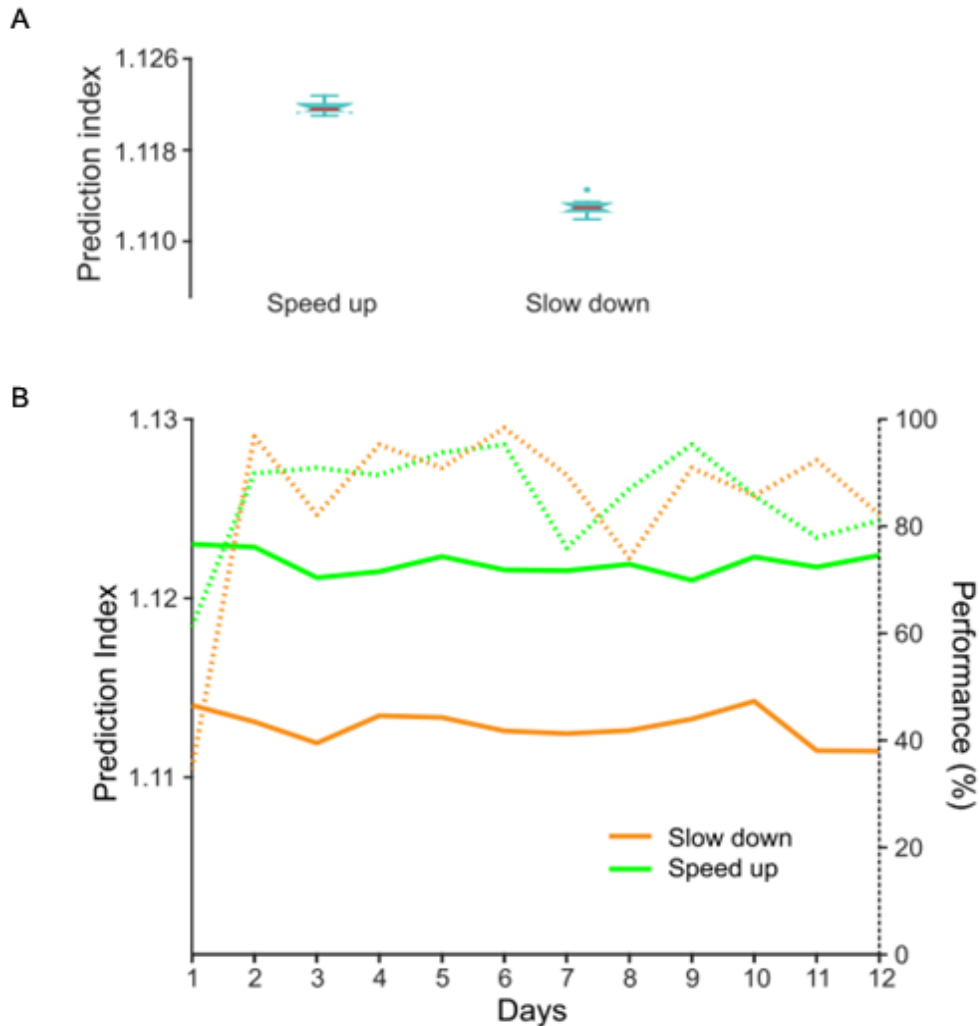 A
Prediction index
1.126
1.118
1.110
Speed up
Slow down
B
Prediction Index
1.13
1.12
1.11
100
80
60
40
20
0
Performance (%)
Slow down
Speed up
1 2 3 4 5 6 7 8 9 10 11 12
Days